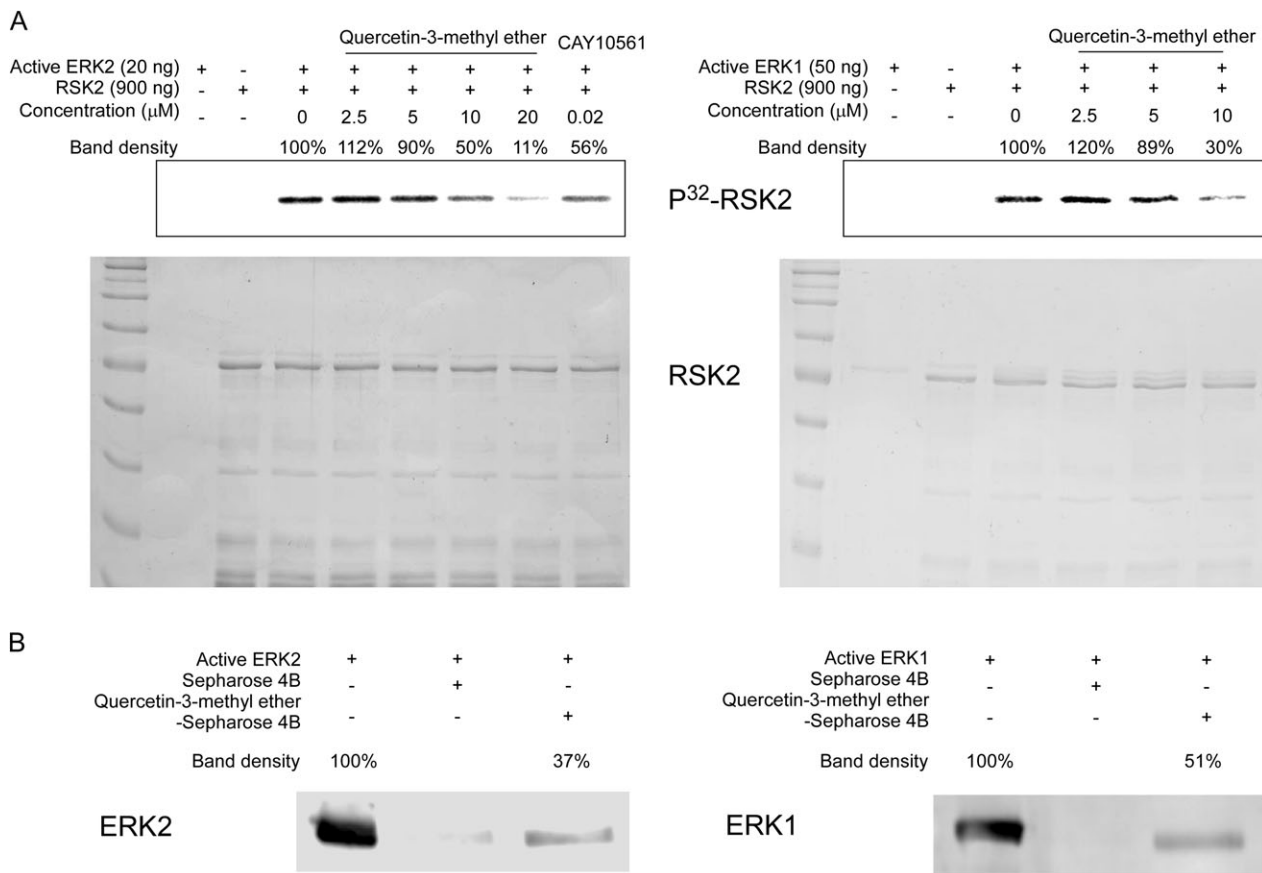 A
Quercetin-3-methyl ether CAY10561
Active ERK2 (20 ng) + - + + + + + +
RSK2 (900 ng) - + + + + + + +
Concentration (μM) - - 0 2.5 5 10 20 0.02
Band density 100% 112% 90% 50% 11% 56%
Quercetin-3-methyl ether
Active ERK1 (50 ng) + - + + + +
RSK2 (900 ng) - + + + + +
Concentration (μM) - - 0 2.5 5 10
Band density 100% 120% 89% 30%
P32-RSK2
RSK2
B
Active ERK2 + + +
Sepharose 4B - + -
Quercetin-3-methyl ether
-Sepharose 4B - - +
Band density 100% 37%
ERK2
Active ERK1 + + +
Sepharose 4B - + -
Quercetin-3-methyl ether
-Sepharose 4B - - +
Band density 100% 51%
ERK1